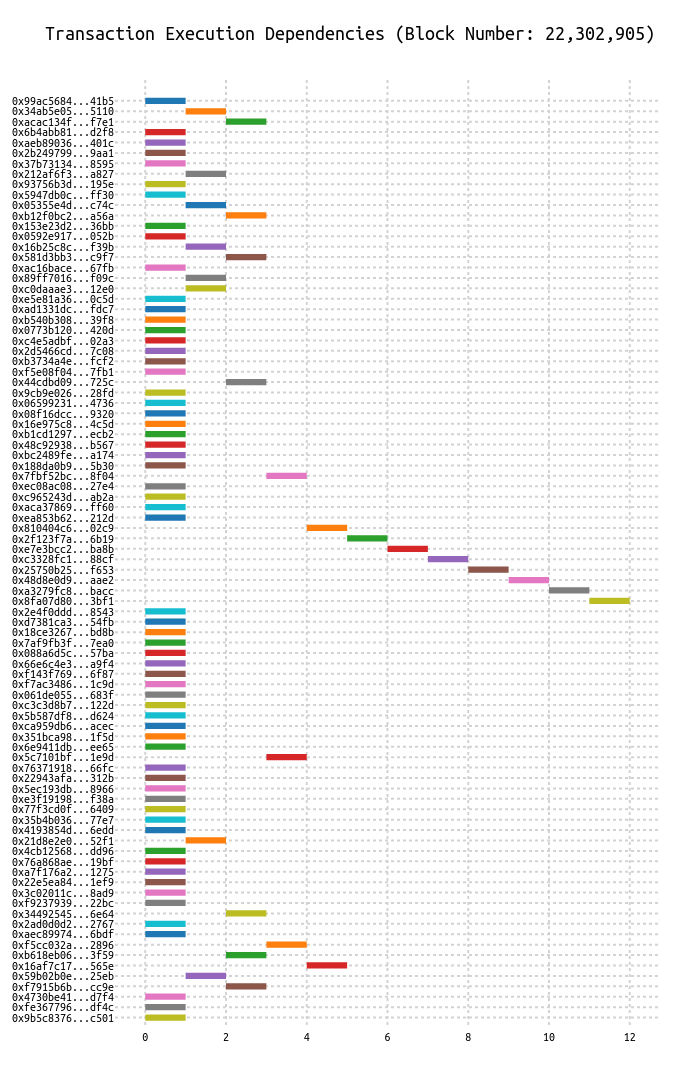 Transaction Execution Dependencies (Block Number: 22,302,905)
0x99ac5684...41b5
0x34ab5e05...5110
0xacac134f...f7e1
0x6b4abb81...d2f8
0xaeb89036...401c
0x2b249799...9aa1
0x37b73134...8595
0x212af6f3...a827
0x93756b3d...195e
0x5947db0c...ff30
0x05355e4d...c74c
0xb12f0bc2...a56a
0x153e23d2...36bb
0x0592e917...052b
0x16b25c8c...f39b
0x581d3bb3...c9f7
0xac16bace...67fb
0x89ff7016...f09c
0xc0daaae3...12e0
0xe5e81a36...0c5d
0xad1331dc...fdc7
0xb540b308...39f8
0x0773b120...420d
0xc4e5adbf...02a3
0x2d5466cd...7c08
0xb3734a4e...fcf2
0xf5e08f04...7fb1
0x44cdbd09...725c
0x9cb9e026...28fd
0x06599231...4736
0x08f16dcc...9320
0x16e975c8...4c5d
0xb1cd1297...ecb2
0x48c92938...b567
0xbc2489fe...a174
0x188da0b9...5b30
0x7fbf52bc...8f04
0xec08ac08...27e4
0xc965243d...ab2a
0xaca37869...ff60
0xea853b62...212d
0x810404c6...02c9
0x2f123f7a...6b19
0xe7e3bcc2...ba8b
0xc3328fc1...88cf
0x25750b25...f653
0x48d8e0d9...aae2
0xa3279fc8...bacc
0x8fa07d80...3bf1
0x2e4f0ddd...8543
0xd7381ca3...54fb
0x18ce3267...bd8b
0x7af9fb3f...7ea0
0x088a6d5c...57ba
0x66e6c4e3...a9f4
0xf143f769...6f87
0xf7ac3486...1c9d
0x061de055...683f
0xc3c3d8b7...122d
0x5b587df8...d624
0xca959db6...acec
0x351bca98...1f5d
0x6e9411db...ee65
0x5c7101bf...1e9d
0x76371918...66fc
0x22943afa...312b
0x5ec193db...8966
0xe3f19198...f38a
0x77f3cd0f...6409
0x35b4b036...77e7
0x4193854d...6edd
0x21d8e2e0...52f1
0x4cb12568...dd96
0x76a868ae...19bf
0xa7f176a2...1275
0x22e5ea84...1ef9
0x3c02011c...8ad9
0xf9237939...22bc
0x34492545...6e64
0x2ad0d0d2...2767
0xaec89974...6bdf
0xf5cc032a...2896
0xb618eb06...3f59
0x16af7c17...565e
0x59b02b0e...25eb
0xf7915b6b...cc9e
0x4730be41...d7f4
0xfe367796...df4c
0x9b5c8376...c501
0 2 4 6 8 10 12